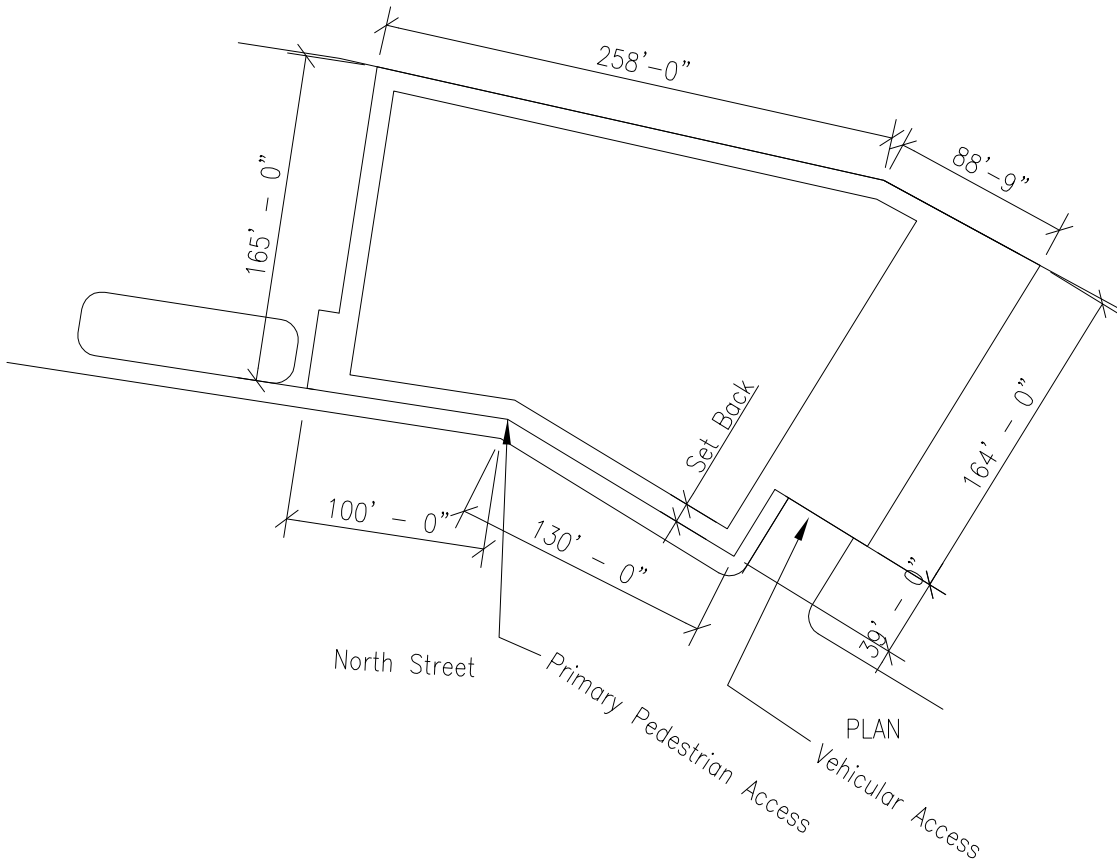 258'-0"
88'-9"
165' - 0"
Set Back
164' - 0"
100' - 0"
130' - 0"
39' - 0"
North Street
Primary Pedestrian Access
PLAN
Vehicular Access